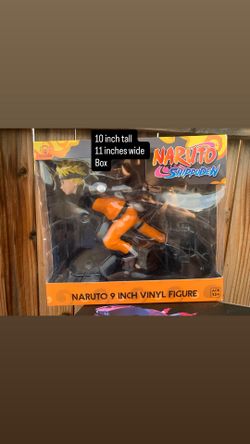 10 inch tall
11 inches wide
Box
NARUTO
SHIPPUDEN
NARUTO 9 INCH VINYL FIGURE